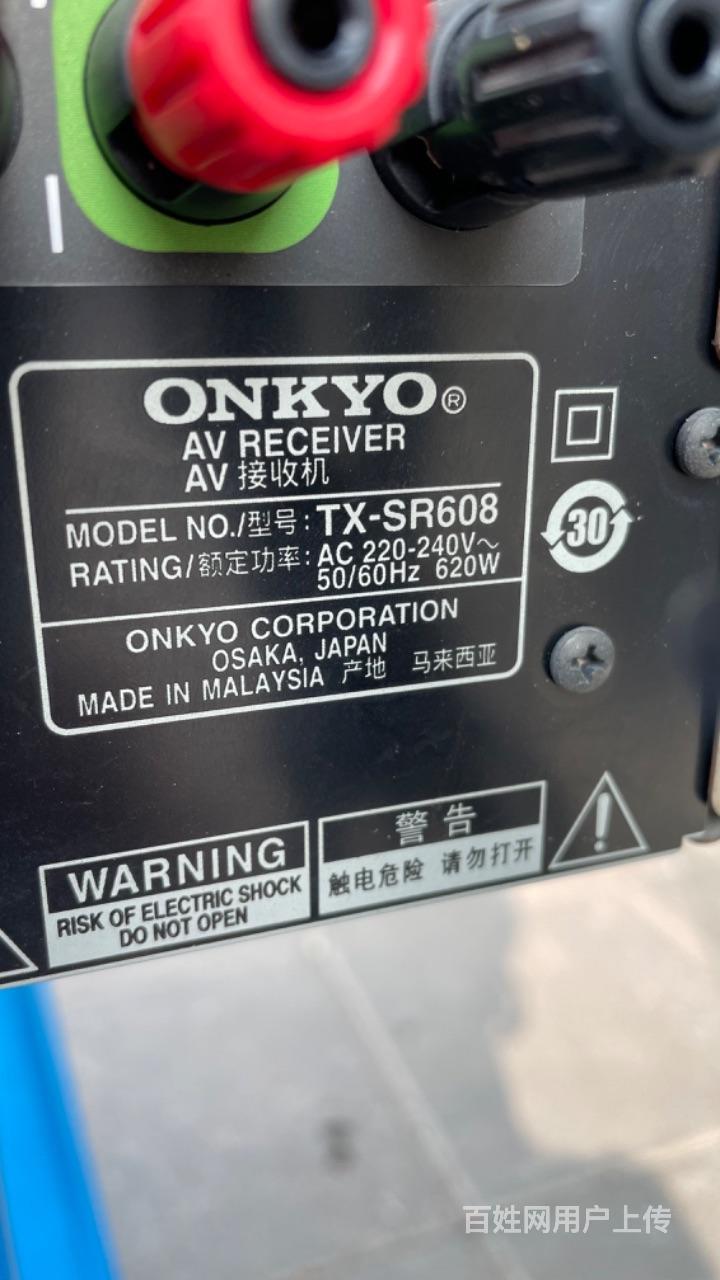 ONKYO®
AV RECEIVER
AV 接收机
MODEL NO./型号: TX-SR608
RATING/额定功率: AC 220-240V~
50/60Hz 620W
ONKYO CORPORATION
OSAKA, JAPAN
MADE IN MALAYSIA 产地 马来西亚
30
WARNING
RISK OF ELECTRIC SHOCK
DO NOT OPEN
警告
触电危险 请勿打开
百姓网用户上传